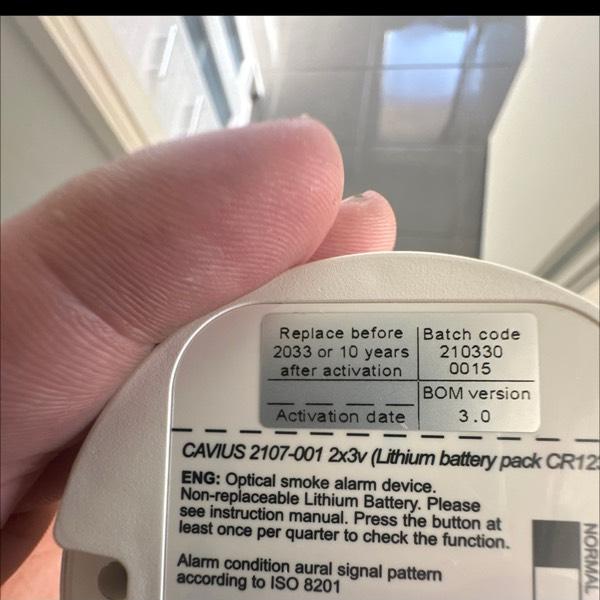 Replace before
2033 or 10 years
after activation
Activation date
Batch code
210330
0015
BOM version
3.0
CAVIUS 2107-001 2x3v (Lithium battery pack CR123
ENG: Optical smoke alarm device.
Non-replaceable Lithium Battery. Please
see instruction manual. Press the button at
least once per quarter to check the function.
Alarm condition aural signal pattern
according to ISO 8201
NORMAL